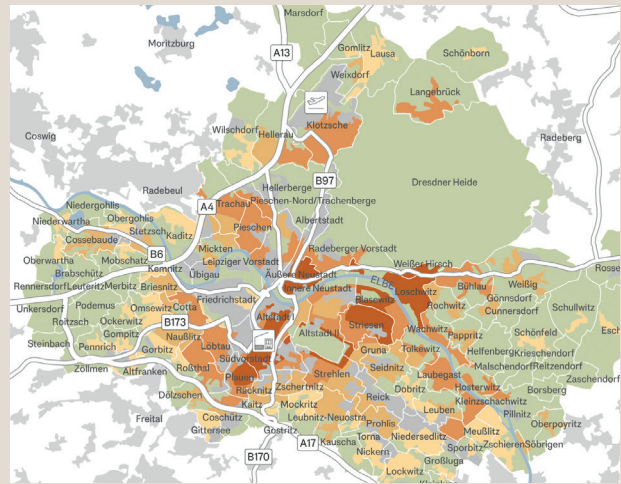 Marsdorf
Moritzburg
A13
Gomlitz
Lausa
Schönborn
Weixdorf
Langebrück
Wilschdorf
Klotzsche
Hellerau
Coswig
Radeberg
B97
Radebeul
Hellerberge
Dresdner Heide
Niedergohlis
A4
Trachau
Pieschen-Nord/Trachenberge
Niederwartha
Obergohlis
Stetzsch
Kaditz
Pieschen
Albertstadt
Cossebaude
Mickten
Radeberger Vorstadt
B6
Oberwartha
Mobschatz
Leipziger Vorstadt
Weißer Hirsch
Rosse
Brabschütz
Kemnitz
Übigau
Äußere Neustadt
ELBE
Bühlau
Weißig
Rennersdorf
Leuteritz
Merbitz
Briesnitz
Innere Neustadt
Loschwitz
Gönnsdorf
Friedrichstadt
Blasewitz
Rochwitz
Cunnersdorf
Schullwitz
Unkersdorf
Podemus
Omsewitz
Cotta
Altstadt I
Roitzsch
Ockerwitz
B173
Striesen
Wachwitz
Esch
Gompitz
Naußlitz
Altstadt II
Pappritz
Schönfeld
Steinbach
Pennrich
Gorbitz
Löbtau
Gruna
Tolkewitz
Helfenberg
Krieschendorf
Zöllmen
Altfranken
Roßthal
Südvorstadt
Strehlen
Seidnitz
Malschendorf
Reitzendorf
Plauen
Laubegast
Zaschendorf
Dölzschen
Räcknitz
Zschertnitz
Dobritz
Hosterwitz
Borsberg
Kaitz
Mockritz
Reick
Kleinzschachwitz
Freital
Coschütz
Leubnitz-Neuostra
Leuben
Pillnitz
Gittersee
Gostritz
Prohlis
Meußlitz
Oberpoyritz
A17
Kauscha
Torna
Niedersedlitz
Zschieren
Söbrigen
B170
Nickern
Sporbitz
Großluga
Lockwitz